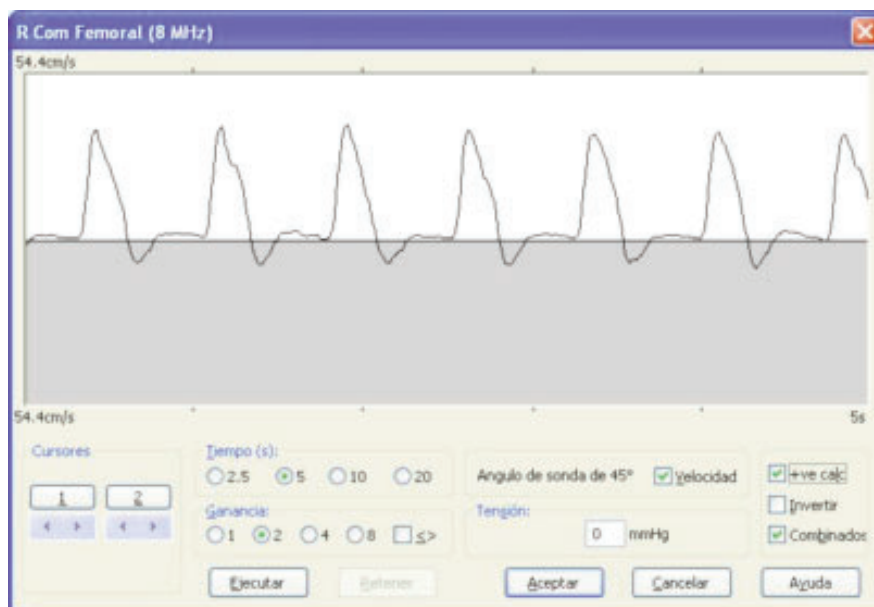 R Com Femoral (8 MHz)
54.4cm/s
54.4cm/s 5s
Cursores
1 2
Tiempo (s):
2.5 5 10 20
Ganancia:
1 2 4 8 ≤>
Angulo de sonda de 45° Velocidad
Tensión:
0 mmHg
+ve calc
Invertir
Combinados
Ejecutar Retener Aceptar Cancelar Ayuda